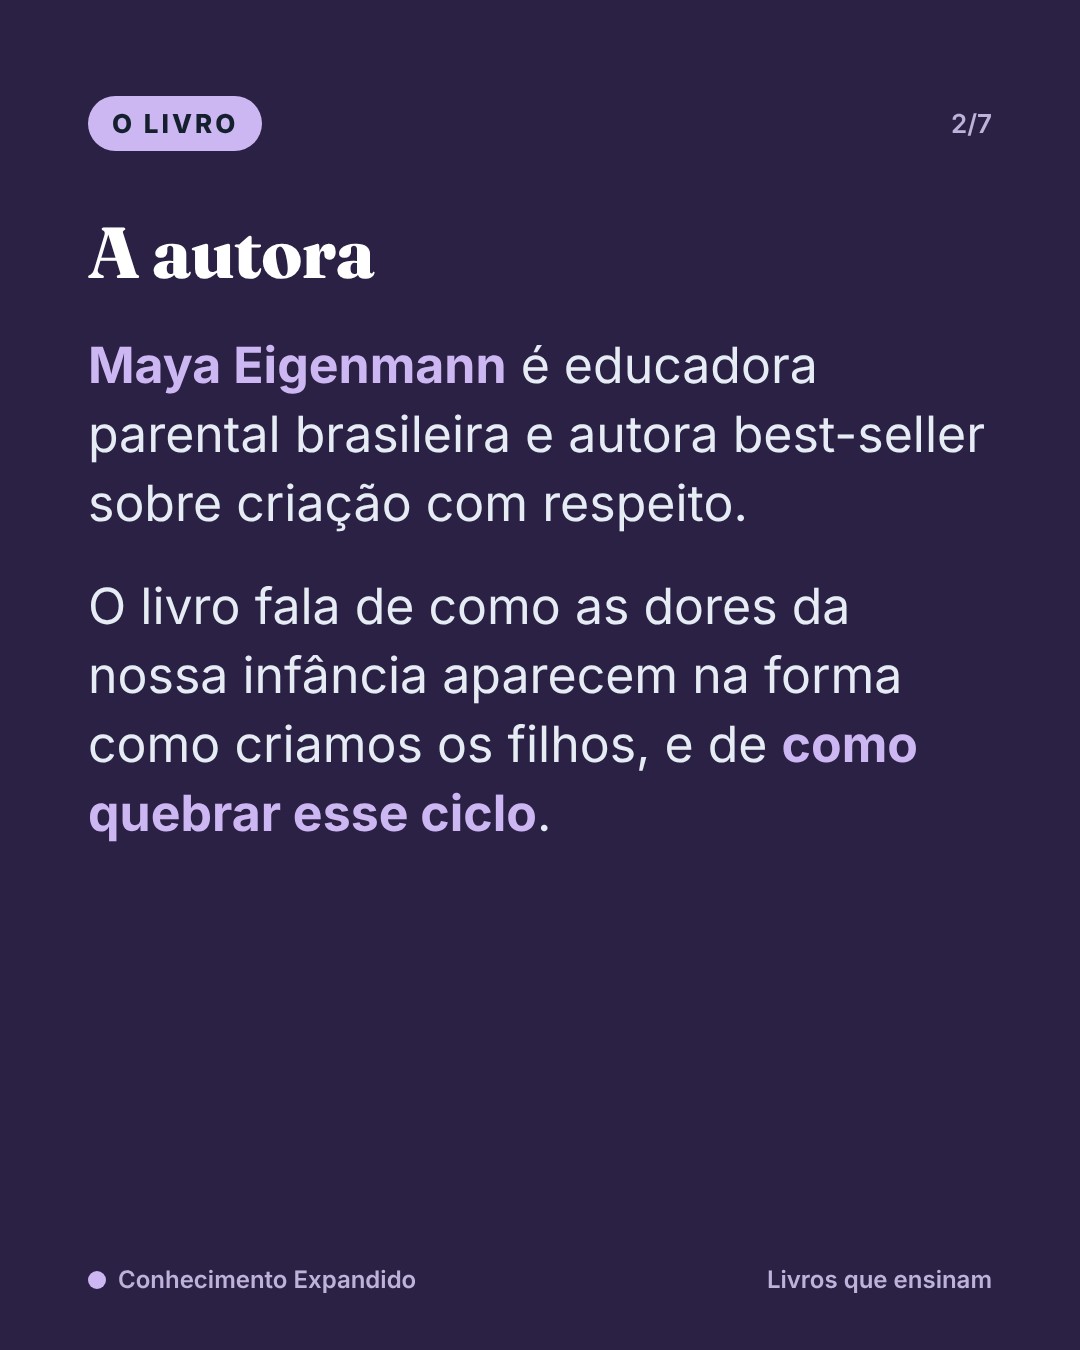 O LIVRO
2/7
A autora
Maya Eigenmann é educadora
parental brasileira e autora best-seller
sobre criação com respeito.
O livro fala de como as dores da
nossa infância aparecem na forma
como criamos os filhos, e de como
quebrar esse ciclo.
Conhecimento Expandido
Livros que ensinam